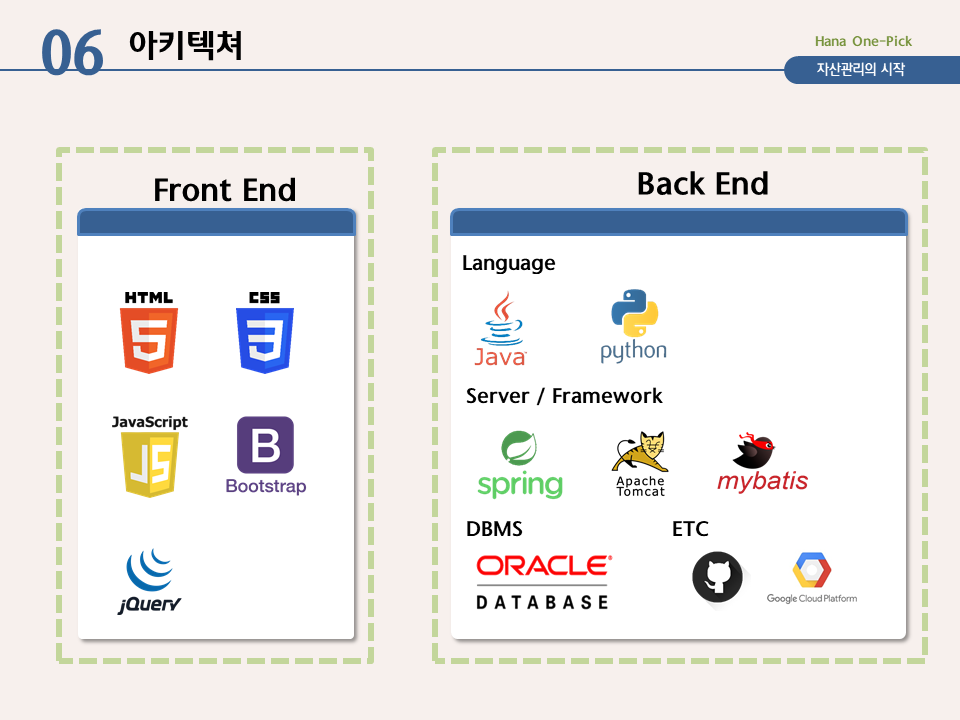 06 아키텍쳐
Hana One-Pick
자산관리의 시작
Front End
HTML
5
CSS
3
JavaScript
JS
B
Bootstrap
jQuery
Back End
Language
Java
python
Server / Framework
spring
Apache
Tomcat
mybatis
DBMS
ORACLE®
DATABASE
ETC
Google Cloud Platform